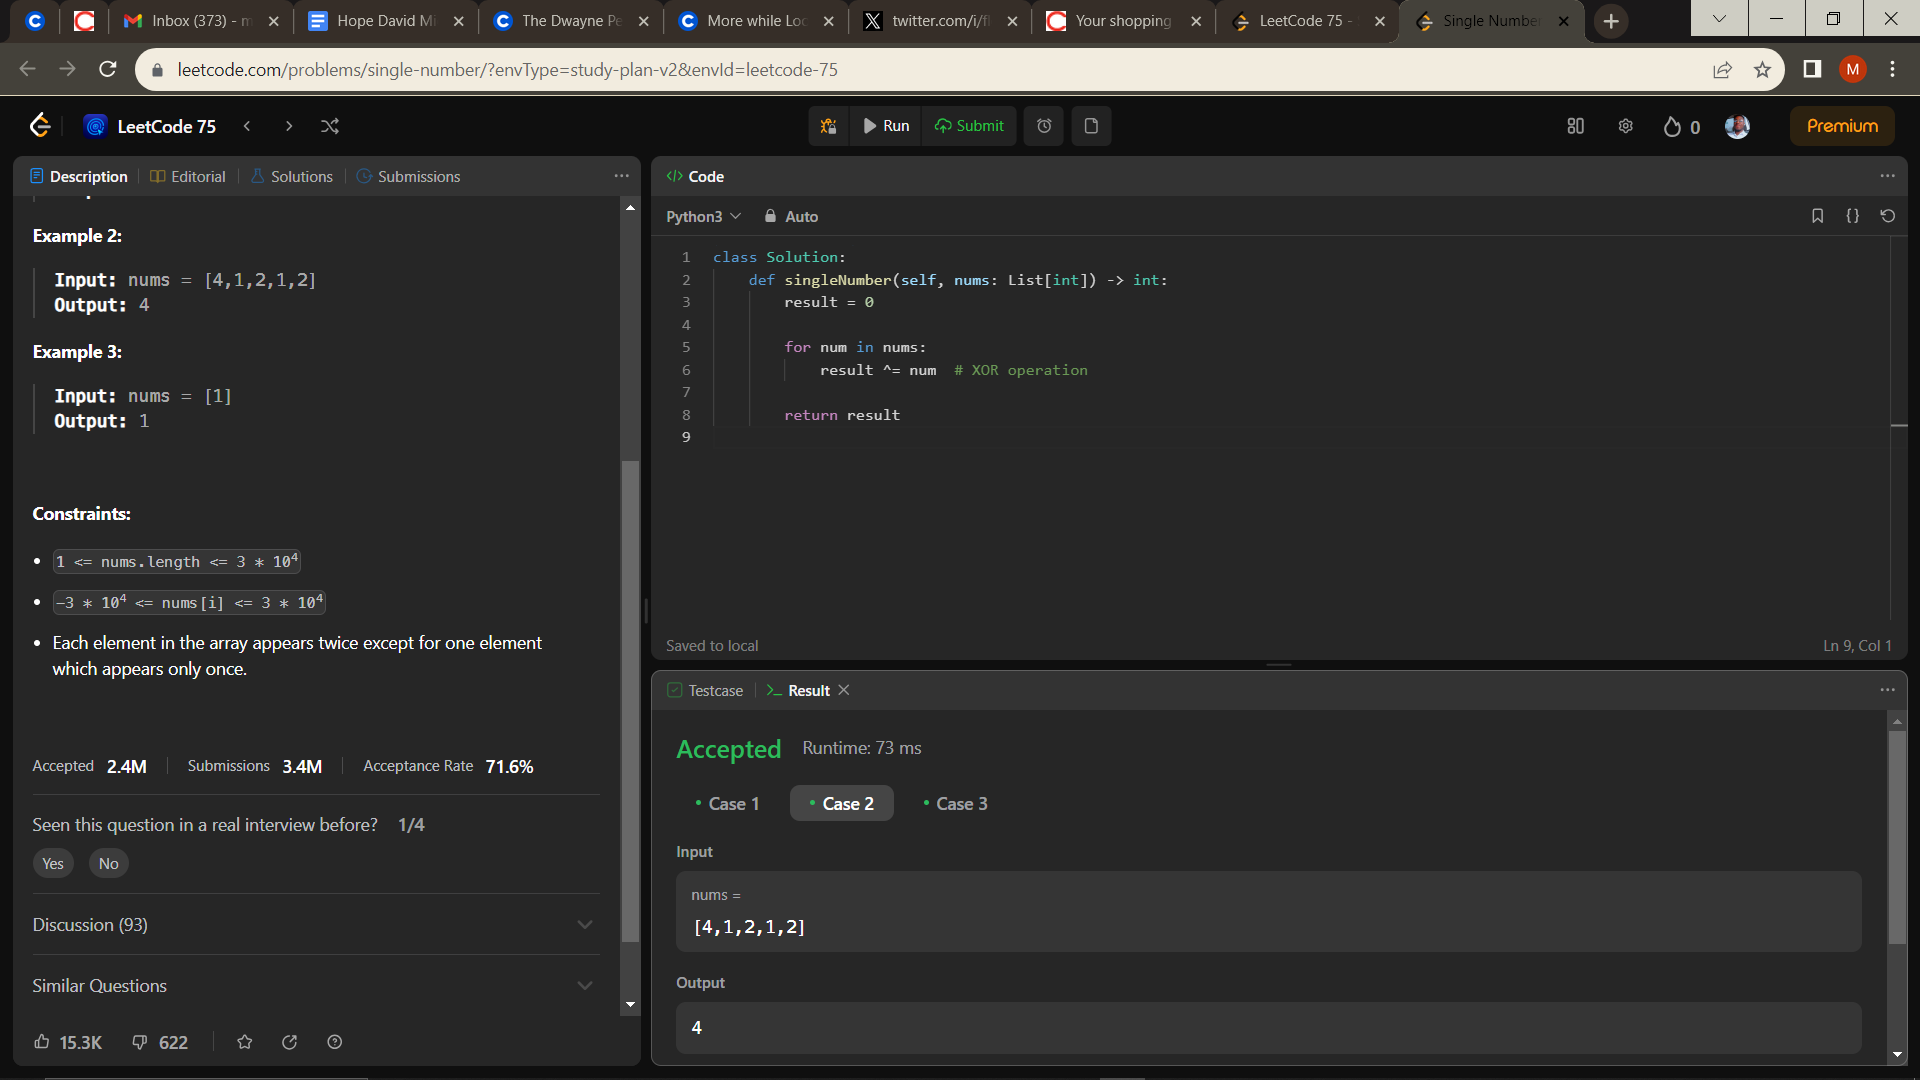 Inbox (373) - m
Hope David Mi
The Dwayne Pe
More while Loc
twitter.com/i/fl
Your shopping
LeetCode 75 -
Single Number
leetcode.com/problems/single-number/?envType=study-plan-v2&envId=leetcode-75
M
LeetCode 75
Run
Submit
0
Premium
Description
Editorial
Solutions
Submissions
Example 2:
Input: nums = [4,1,2,1,2]
Output: 4
Example 3:
Input: nums = [1]
Output: 1
Constraints:
• 1 <= nums.length <= 3 * 10⁴
• -3 * 10⁴ <= nums[i] <= 3 * 10⁴
• Each element in the array appears twice except for one element
which appears only once.
Accepted 2.4M
Submissions 3.4M
Acceptance Rate 71.6%
Seen this question in a real interview before? 1/4
Yes
No
Discussion (93)
Similar Questions
15.3K
622
</> Code
Python3
Auto
1 class Solution:
2 def singleNumber(self, nums: List[int]) -> int:
3 result = 0
4
5 for num in nums:
6 result ^= num # XOR operation
7
8 return result
9
Saved to local
Ln 9, Col 1
Testcase
>_ Result
Accepted
Runtime: 73 ms
• Case 1
• Case 2
• Case 3
Input
nums =
[4,1,2,1,2]
Output
4